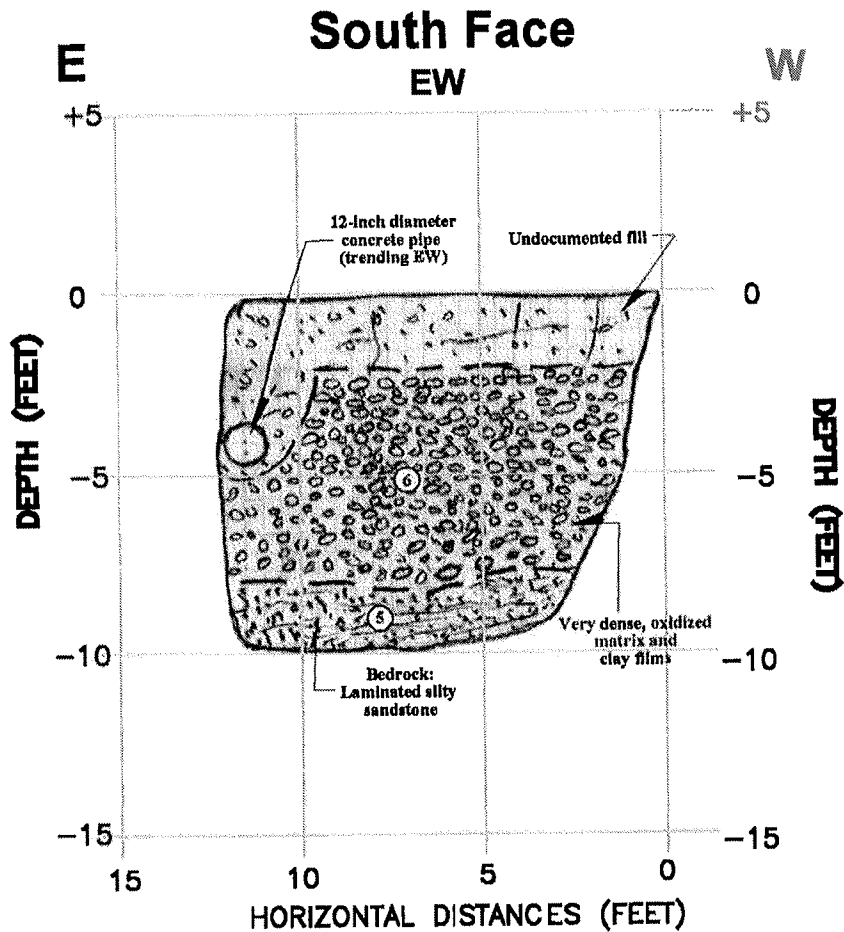 South Face
E
EW
W
+5
+5
12-inch diameter
concrete pipe
(trending EW)
Undocumented fill
0
0
DEPTH (FEET)
DEPTH (FEET)
-5
-5
6
5
Very dense, oxidized
matrix and
clay films
-10
-10
Bedrock:
Laminated silty
sandstone
-15
-15
15
10
5
0
HORIZONTAL DISTANCES (FEET)